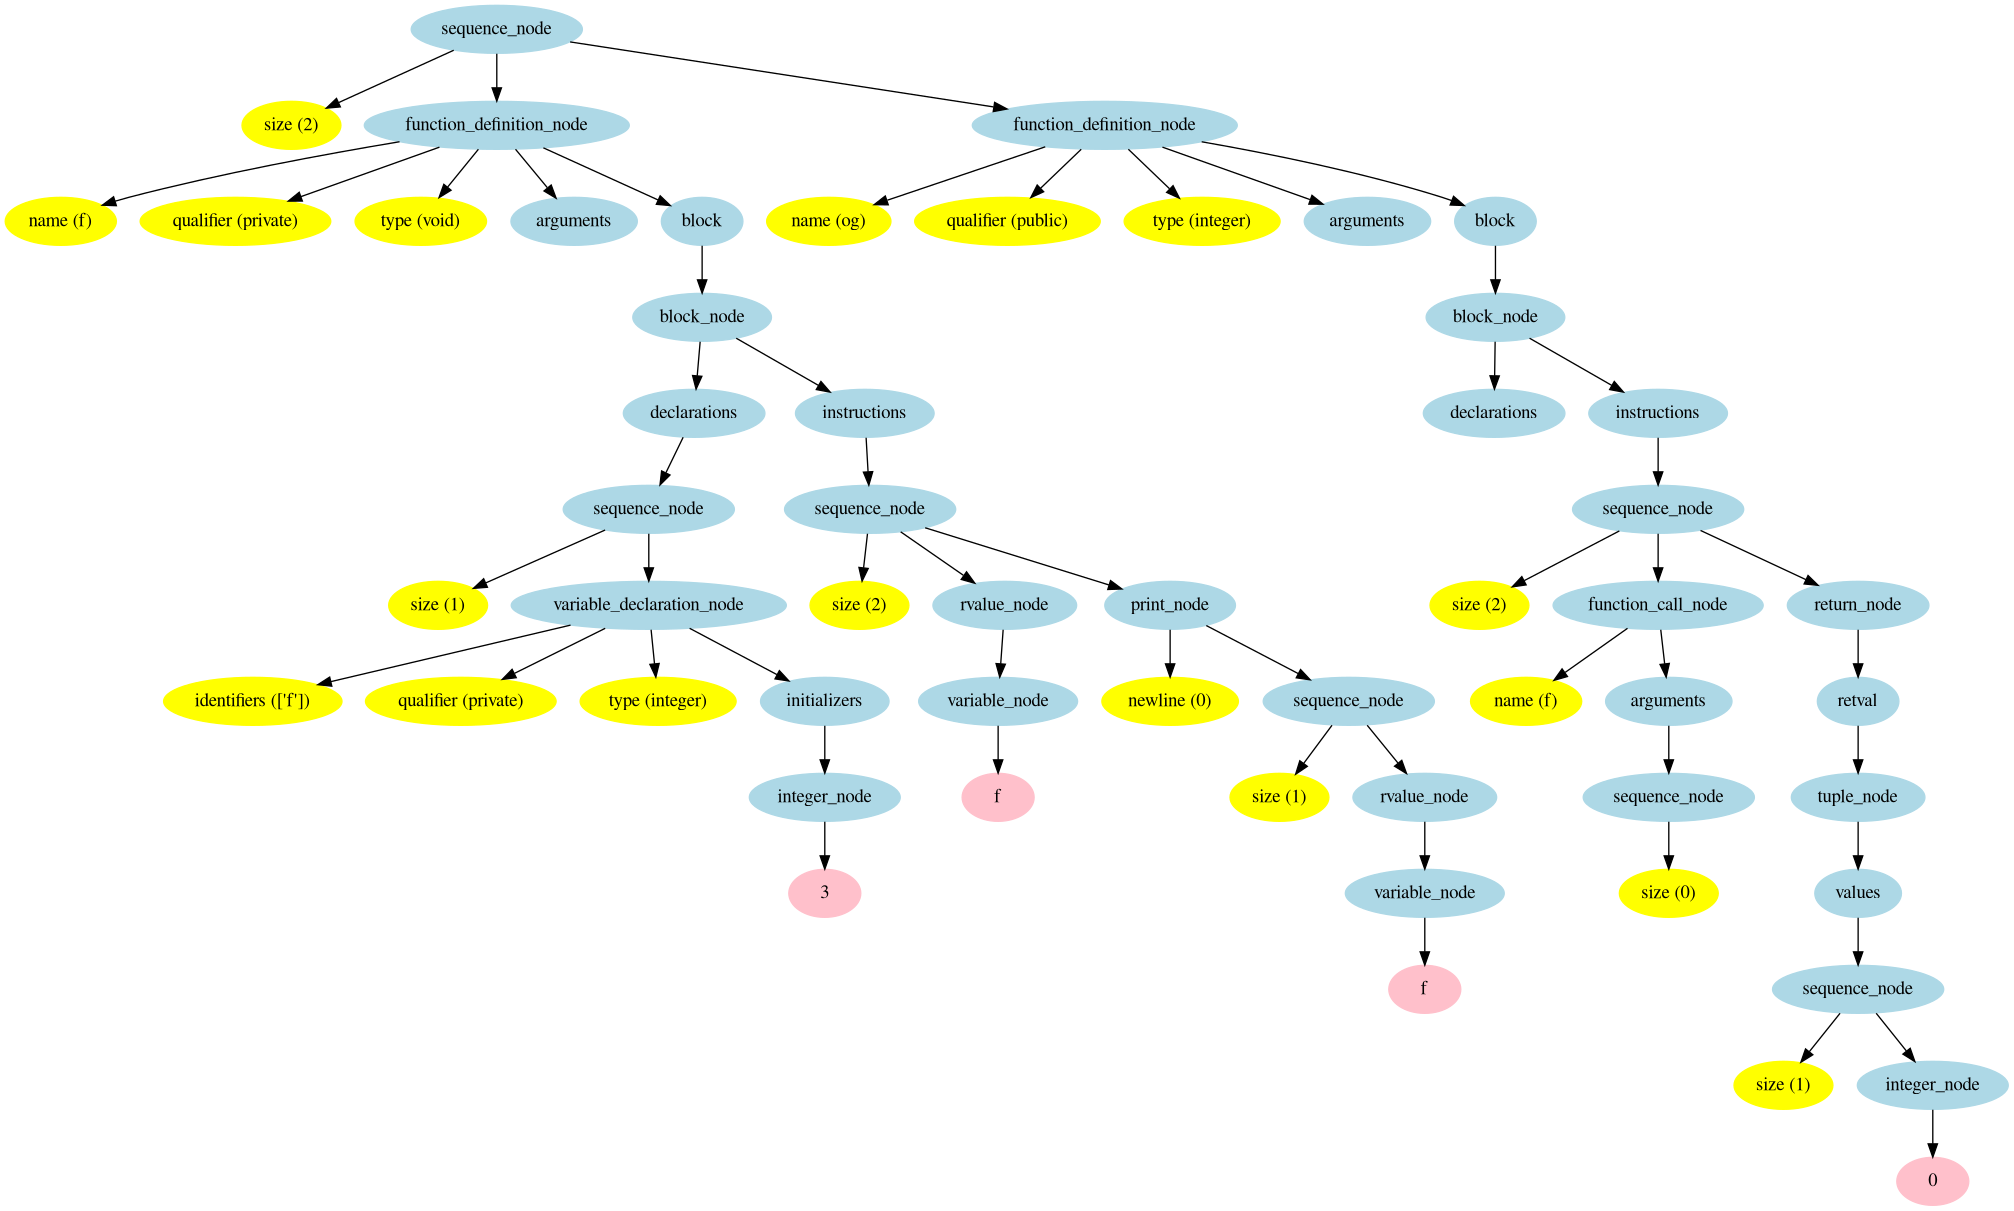 sequence_node
size (2)
function_definition_node
function_definition_node
name (f)
qualifier (private)
type (void)
arguments
block
name (og)
qualifier (public)
type (integer)
arguments
block
block_node
block_node
declarations
instructions
declarations
instructions
sequence_node
sequence_node
sequence_node
size (1)
variable_declaration_node
size (2)
rvalue_node
print_node
size (2)
function_call_node
return_node
identifiers (['f'])
qualifier (private)
type (integer)
initializers
variable_node
newline (0)
sequence_node
name (f)
arguments
retval
integer_node
f
size (1)
rvalue_node
sequence_node
tuple_node
3
variable_node
size (0)
values
f
sequence_node
size (1)
integer_node
0